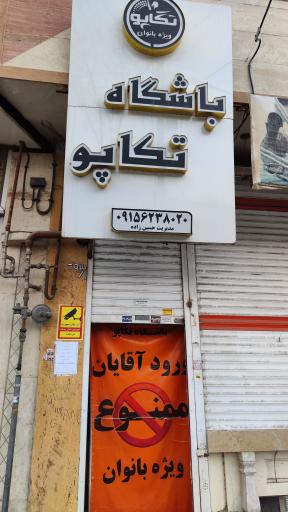 تکاپو
ویژه بانوان
باشگاه
تکاپو
۰۹۱۵۶۲۳۸۰۲۰
مدیریت حسن زاده
باشگاه تکاپو
ورود آقایان
ممنوع
ویژه بانوان